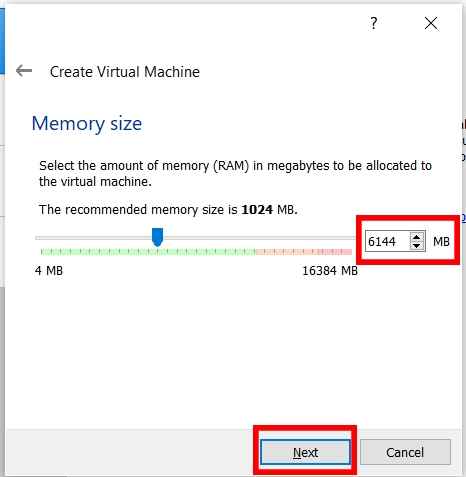 ?
Create Virtual Machine
Memory size
Select the amount of memory (RAM) in megabytes to be allocated to
the virtual machine.
The recommended memory size is 1024 MB.
6144 MB
4 MB 16384 MB
Next Cancel